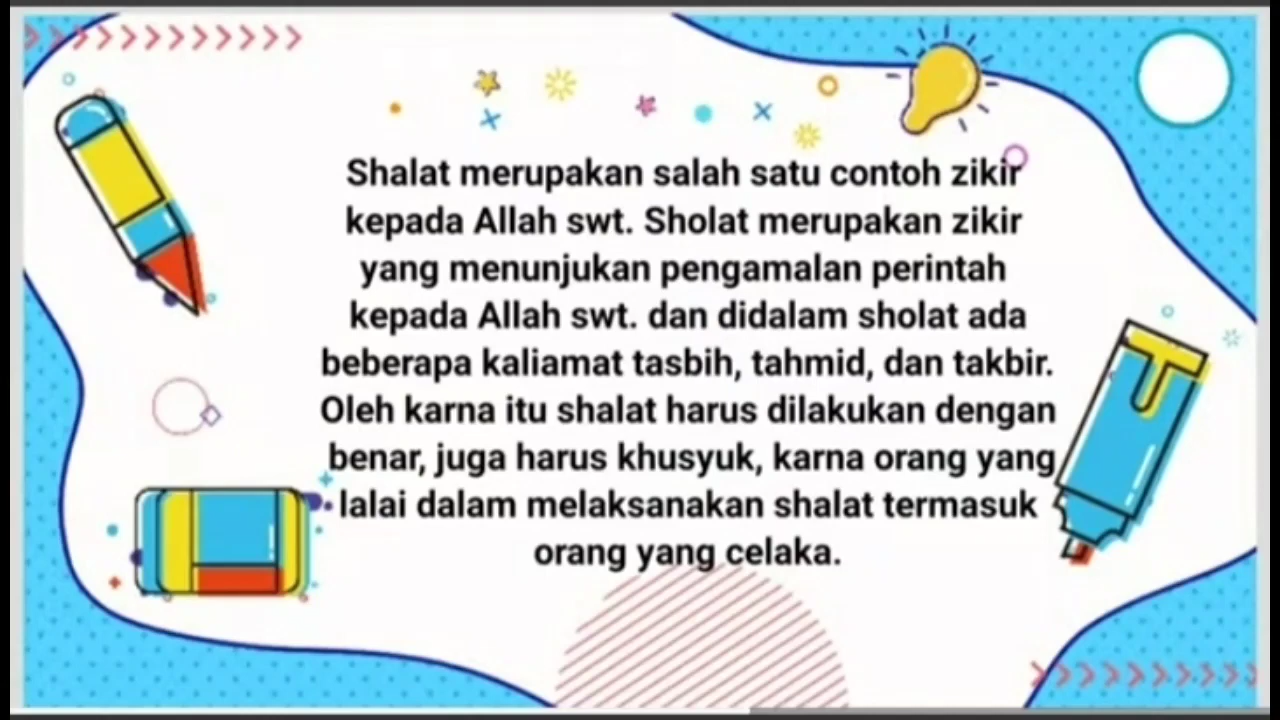 Shalat merupakan salah satu contoh zikir
kepada Allah swt. Sholat merupakan zikir
yang menunjukan pengamalan perintah
kepada Allah swt. dan didalam sholat ada
beberapa kaliamat tasbih, tahmid, dan takbir.
Oleh karna itu shalat harus dilakukan dengan
benar, juga harus khusyuk, karna orang yang
lalai dalam melaksanakan shalat termasuk
orang yang celaka.